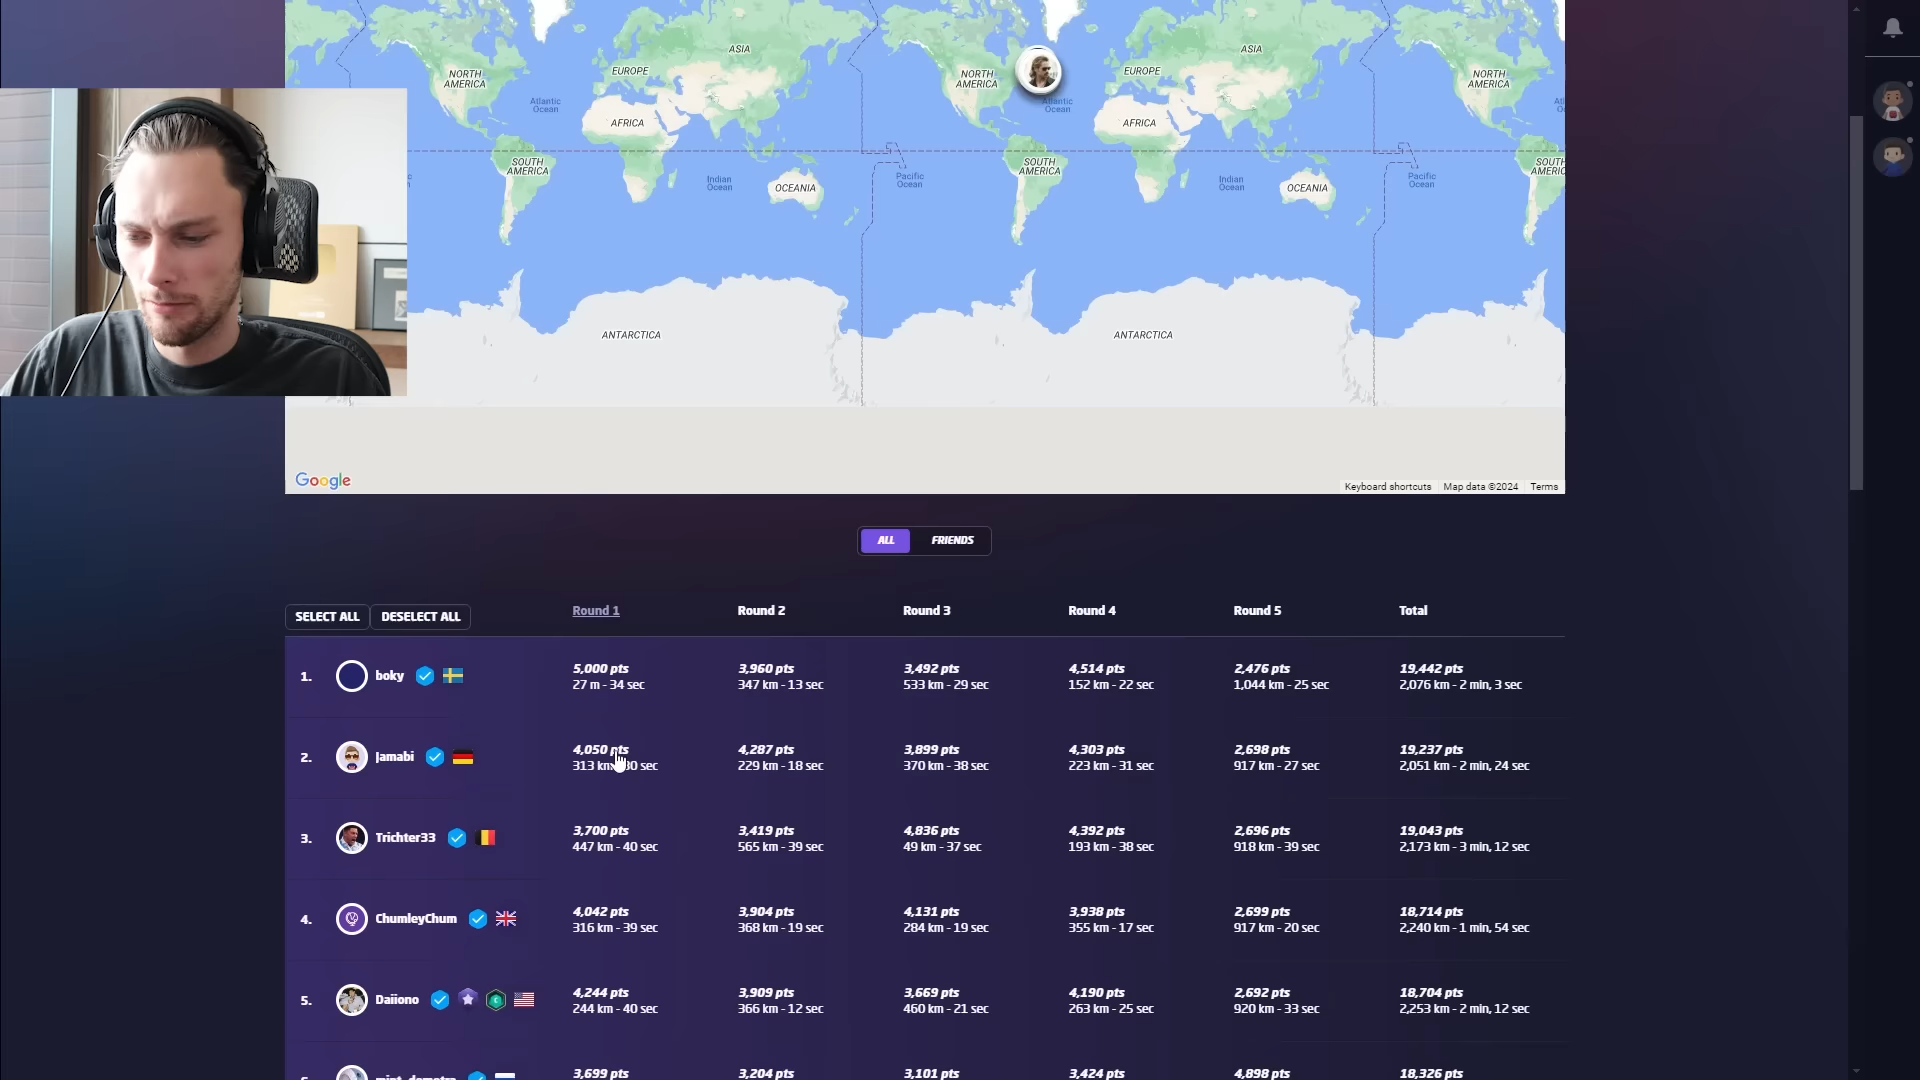 ASIA
ASIA
NORTH
AMERICA
EUROPE
NORTH
AMERICA
EUROPE
NORTH
AMERICA
Atlantic
Ocean
Atlantic
Ocean
AFRICA
AFRICA
SOUTH
AMERICA
SOUTH
AMERICA
Indian
Ocean
OCEANIA
Pacific
Ocean
Indian
Ocean
OCEANIA
Pacific
Ocean
ANTARCTICA
ANTARCTICA
Google
Keyboard shortcuts Map data ©2024 Terms
ALL FRIENDS
SELECT ALL DESELECT ALL Round 1 Round 2 Round 3 Round 4 Round 5 Total
1. boky 5,000 pts 3,960 pts 3,492 pts 4,514 pts 2,476 pts 19,442 pts
27 m - 34 sec 347 km - 13 sec 533 km - 29 sec 152 km - 22 sec 1,044 km - 25 sec 2,076 km - 2 min, 3 sec
2. Jamabi 4,050 pts 4,287 pts 3,899 pts 4,303 pts 2,698 pts 19,237 pts
313 km 229 km - 18 sec 370 km - 38 sec 223 km - 31 sec 917 km - 27 sec 2,051 km - 2 min, 24 sec
3. Trichter33 3,700 pts 3,419 pts 4,836 pts 4,392 pts 2,696 pts 19,043 pts
447 km - 40 sec 565 km - 39 sec 49 km - 37 sec 193 km - 38 sec 918 km - 39 sec 2,173 km - 3 min, 12 sec
4. ChumleyChum 4,042 pts 3,904 pts 4,131 pts 3,938 pts 2,699 pts 18,714 pts
316 km - 39 sec 368 km - 19 sec 284 km - 19 sec 355 km - 17 sec 917 km - 20 sec 2,240 km - 1 min, 54 sec
5. Daiiono 4,244 pts 3,909 pts 3,669 pts 4,190 pts 2,692 pts 18,704 pts
244 km - 40 sec 366 km - 12 sec 460 km - 21 sec 263 km - 25 sec 920 km - 33 sec 2,253 km - 2 min, 12 sec
3,699 pts 3,204 pts 3,101 pts 3,424 pts 4,898 pts 18,326 pts